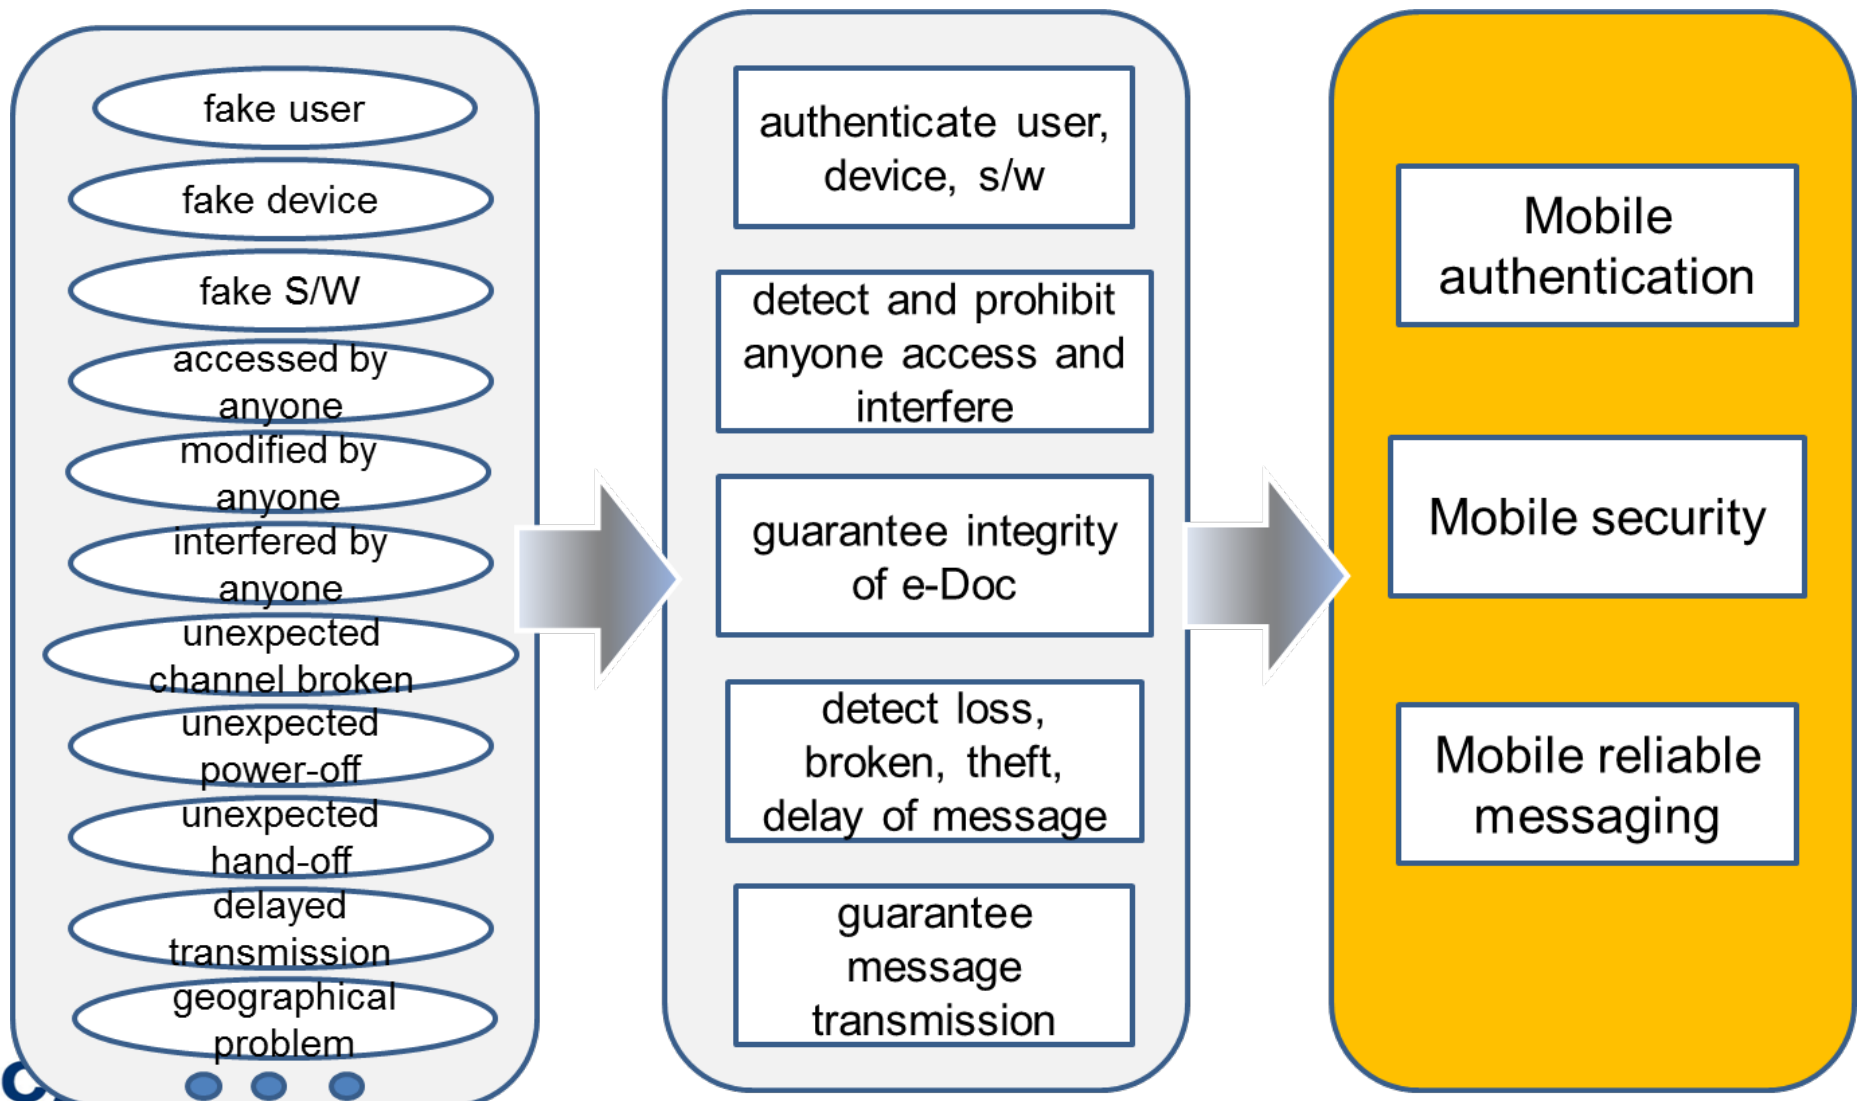 fake user
fake device
fake S/W
accessed by
anyone
modified by
anyone
interfered by
anyone
unexpected
channel broken
unexpected
power-off
unexpected
hand-off
delayed
transmission
geographical
problem
authenticate user,
device, s/w
detect and prohibit
anyone access and
interfere
guarantee integrity
of e-Doc
detect loss,
broken, theft,
delay of message
guarantee
message
transmission
Mobile
authentication
Mobile security
Mobile reliable
messaging